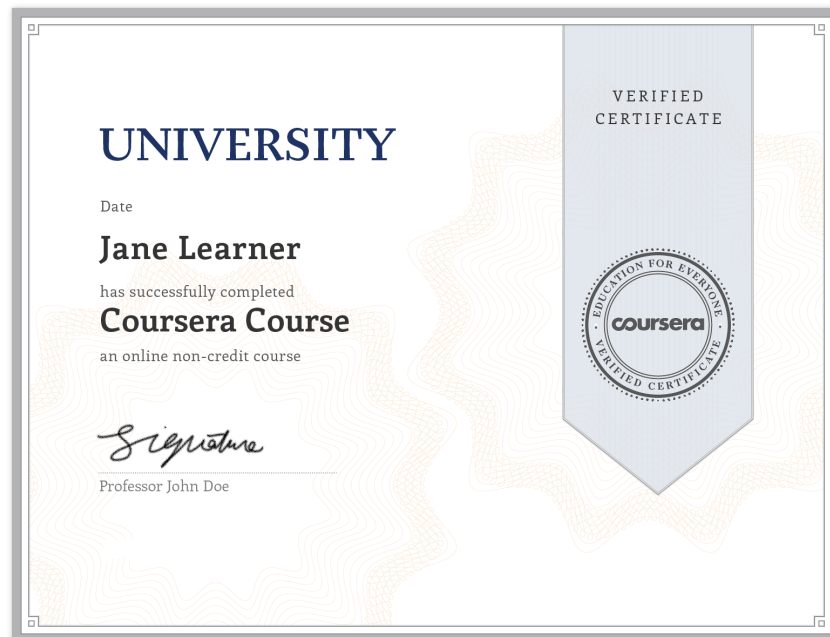 UNIVERSITY
Date
Jane Learner
has successfully completed
Coursera Course
an online non-credit course
Signature
Professor John Doe
VERIFIED
CERTIFICATE
EDUCATION FOR EVERYONE
coursera
VERIFIED CERTIFICATE